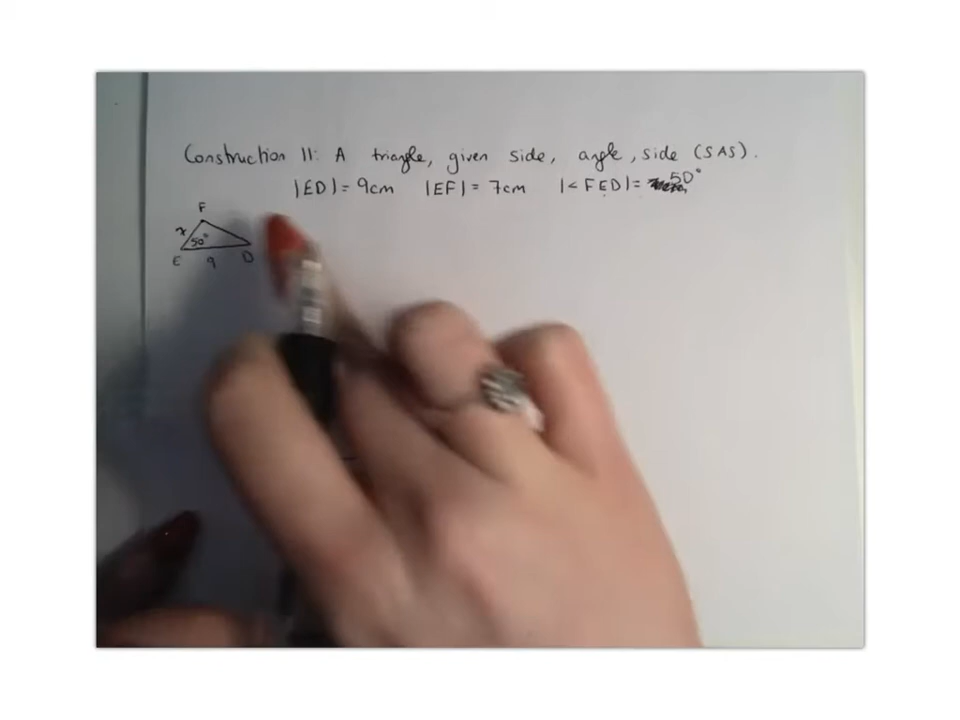 Construction 11: A triangle, given side, angle, side (SAS).
|ED| = 9cm |EF| = 7cm |< FED| = 50°
F
7
50°
E 9 D